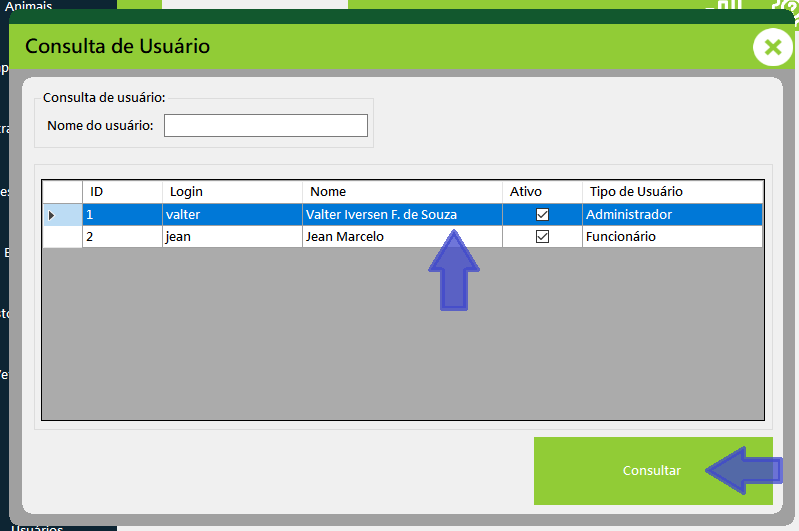 Animais
Consulta de Usuário
Consulta de usuário:
Nome do usuário:
ID Login Nome Ativo Tipo de Usuário
1 valter Valter Iversen F. de Souza Administrador
2 jean Jean Marcelo Funcionário
Consultar
Usuários